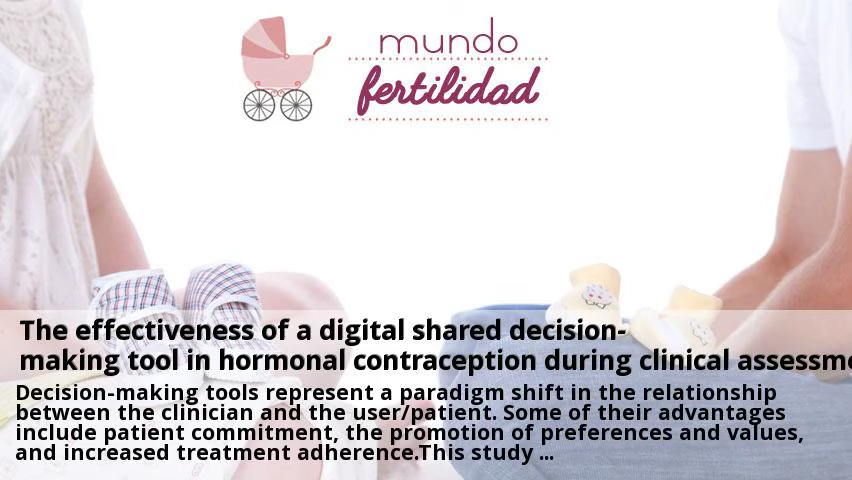 mundo
fertilidad
The effectiveness of a digital shared decision-
making tool in hormonal contraception during clinical assessme
Decision-making tools represent a paradigm shift in the relationship
between the clinician and the user/patient. Some of their advantages
include patient commitment, the promotion of preferences and values,
and increased treatment adherence.This study ...